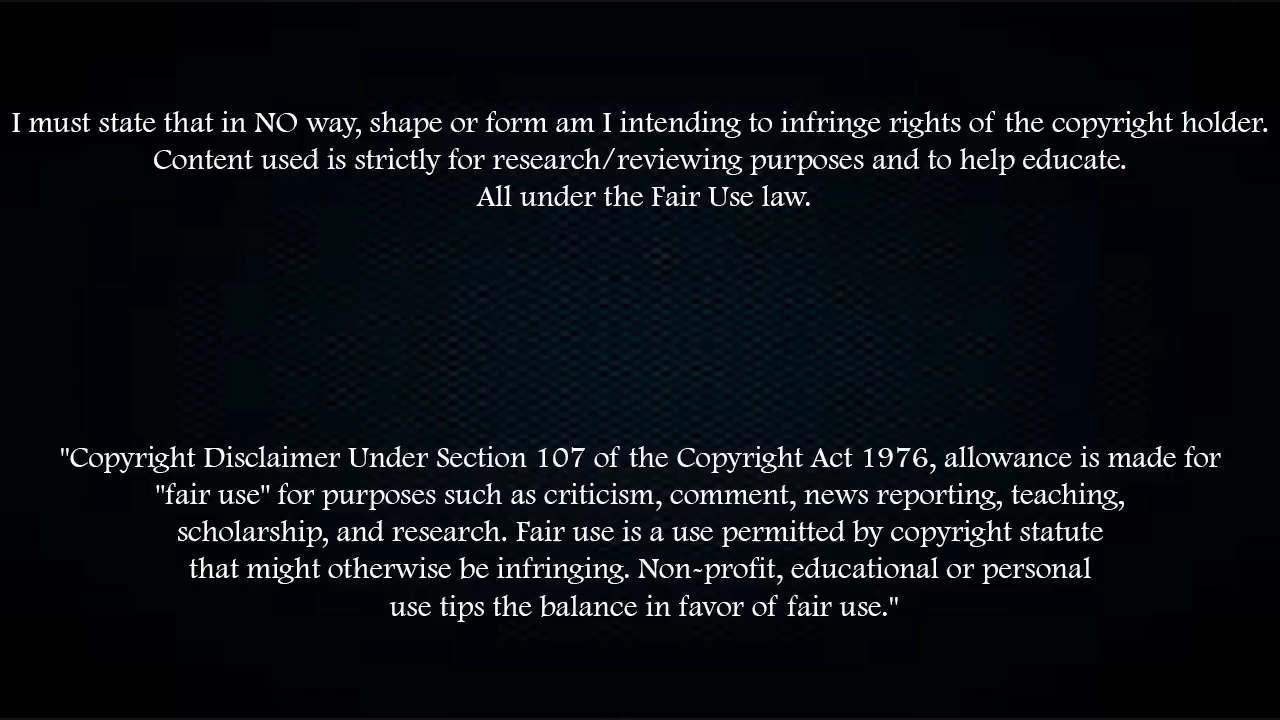 I must state that in NO way, shape or form am I intending to infringe rights of the copyright holder.
Content used is strictly for research/reviewing purposes and to help educate.
All under the Fair Use law.
"Copyright Disclaimer Under Section 107 of the Copyright Act 1976, allowance is made for
"fair use" for purposes such as criticism, comment, news reporting, teaching,
scholarship, and research. Fair use is a use permitted by copyright statute
that might otherwise be infringing. Non-profit, educational or personal
use tips the balance in favor of fair use."